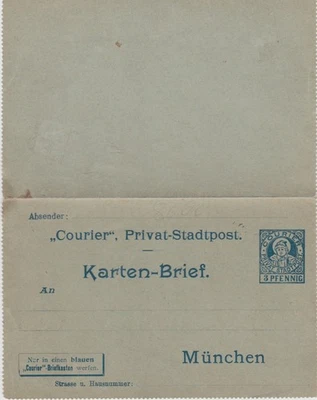 Absender:
„Courier“, Privat-Stadtpost.
Karten-Brief.
COURIER
3 PFENNIG
An
Nur in einen blauen
„Courier“-Briefkasten werfen.
München
Strasse u. Hausnummer: